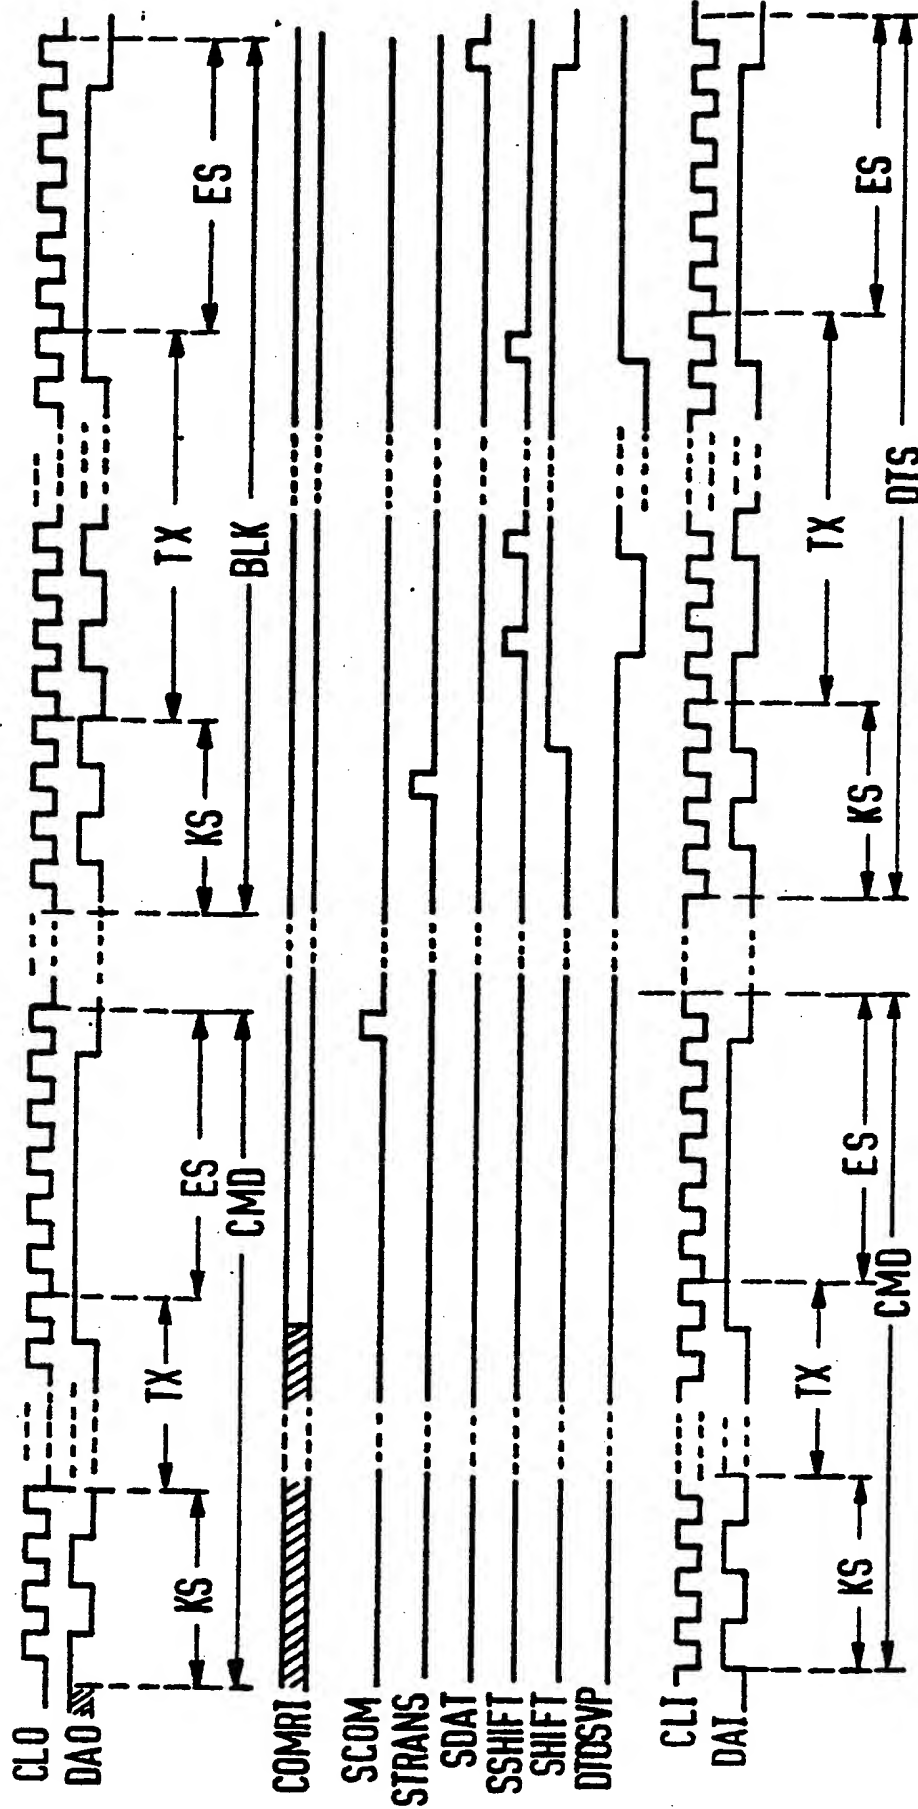 CLO
DAO
KS
TX
ES
CMD
KS
TX
ES
BLK
COMRI
SCOM
STRANS
SDAT
SSHIFT
SHIFT
DTOSVP
CLI
DAI
KS
TX
ES
CMD
KS
TX
ES
DTS